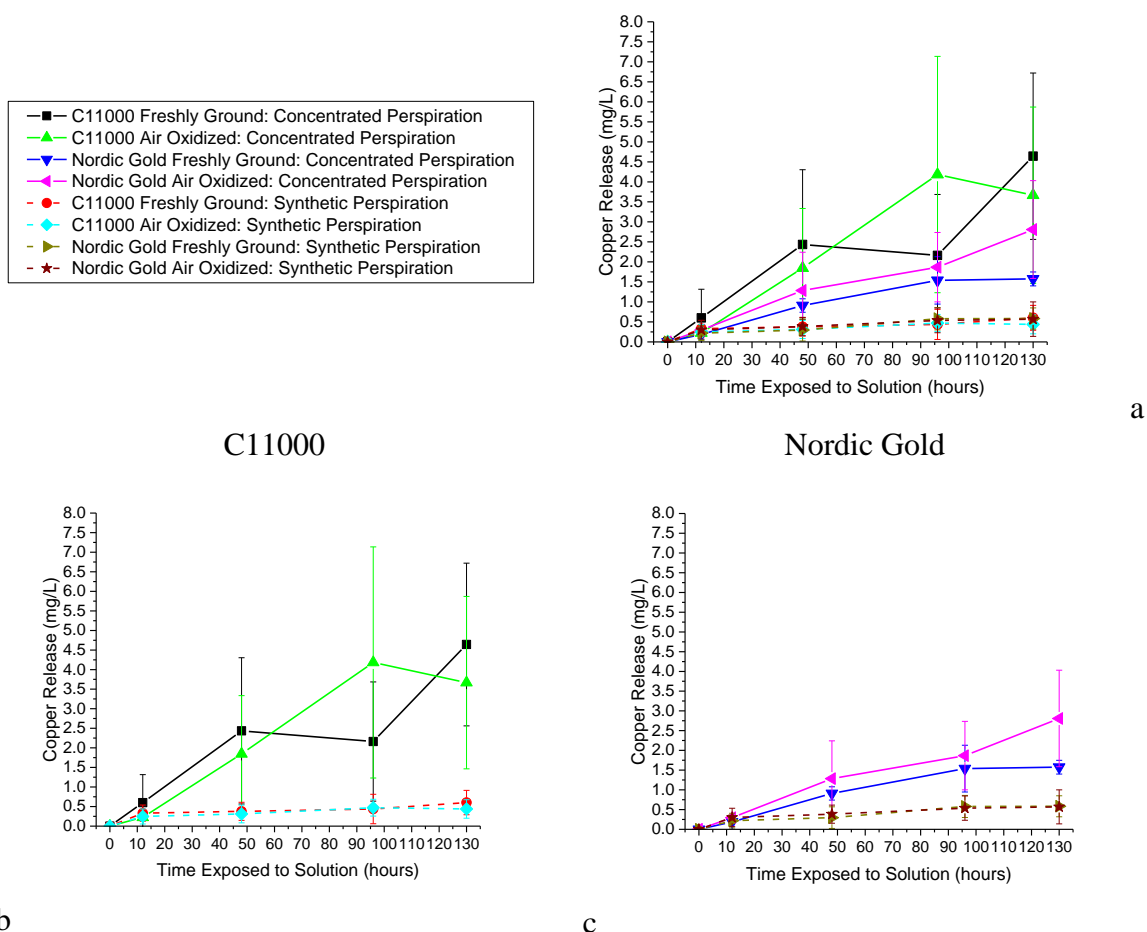 C11000 Freshly Ground: Concentrated Perspiration
C11000 Air Oxidized: Concentrated Perspiration
Nordic Gold Freshly Ground: Concentrated Perspiration
Nordic Gold Air Oxidized: Concentrated Perspiration
C11000 Freshly Ground: Synthetic Perspiration
C11000 Air Oxidized: Synthetic Perspiration
Nordic Gold Freshly Ground: Synthetic Perspiration
Nordic Gold Air Oxidized: Synthetic Perspiration
Copper Release (mg/L)
8.0
7.5
7.0
6.5
6.0
5.5
5.0
4.5
4.0
3.5
3.0
2.5
2.0
1.5
1.0
0.5
0.0
0 10 20 30 40 50 60 70 80 90 100 110 120 130
Time Exposed to Solution (hours)
a
C11000
Copper Release (mg/L)
8.0
7.5
7.0
6.5
6.0
5.5
5.0
4.5
4.0
3.5
3.0
2.5
2.0
1.5
1.0
0.5
0.0
0 10 20 30 40 50 60 70 80 90 100 110 120 130
Time Exposed to Solution (hours)
b
Nordic Gold
Copper Release (mg/L)
8.0
7.5
7.0
6.5
6.0
5.5
5.0
4.5
4.0
3.5
3.0
2.5
2.0
1.5
1.0
0.5
0.0
0 10 20 30 40 50 60 70 80 90 100 110 120 130
Time Exposed to Solution (hours)
c